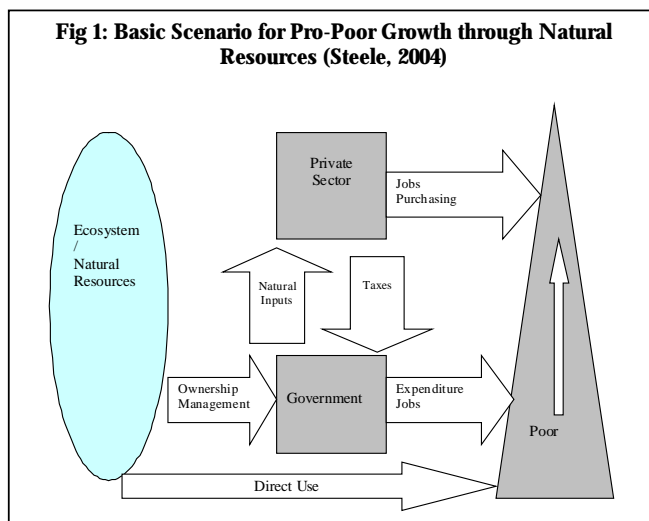 Fig 1: Basic Scenario for Pro-Poor Growth through Natural
Resources (Steele, 2004)
Private
Sector
Jobs
Purchasing
Ecosystem
/
Natural
Resources
Natural
Inputs
Taxes
Ownership
Management
Government
Expenditure
Jobs
Poor
Direct Use